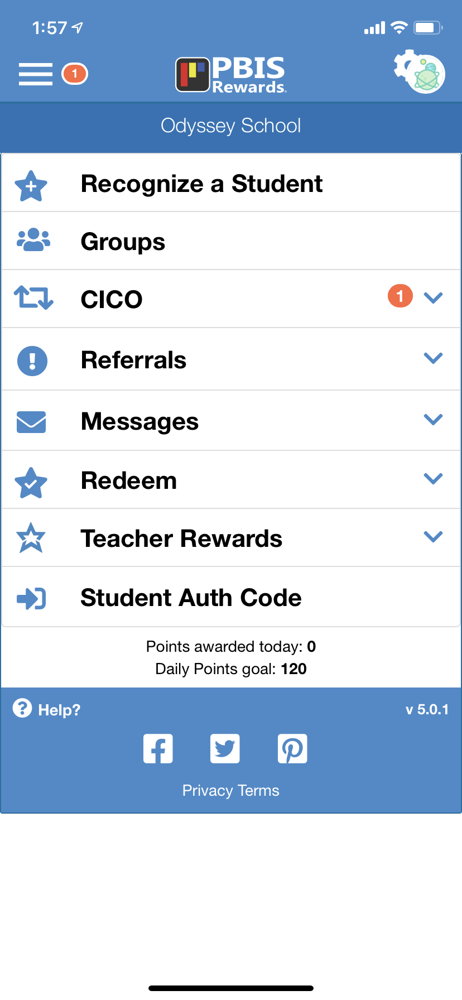 1:57
1
PBIS
Rewards.
Odyssey School
Recognize a Student
Groups
CICO
1
Referrals
Messages
Redeem
Teacher Rewards
Student Auth Code
Points awarded today: 0
Daily Points goal: 120
Help?
v 5.0.1
Privacy Terms